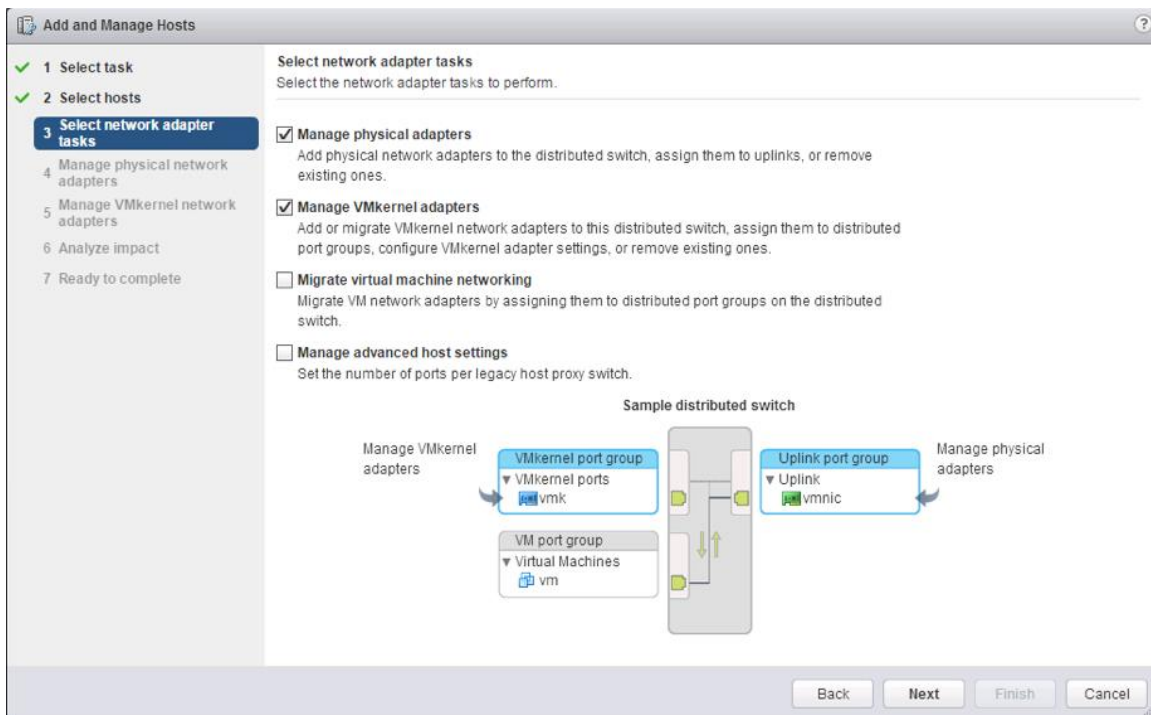 Add and Manage Hosts
?
1 Select task
2 Select hosts
3 Select network adapter
tasks
4 Manage physical network
adapters
5 Manage VMkernel network
adapters
6 Analyze impact
7 Ready to complete
Select network adapter tasks
Select the network adapter tasks to perform.
Manage physical adapters
Add physical network adapters to the distributed switch, assign them to uplinks, or remove
existing ones.
Manage VMkernel adapters
Add or migrate VMkernel network adapters to this distributed switch, assign them to distributed
port groups, configure VMkernel adapter settings, or remove existing ones.
Migrate virtual machine networking
Migrate VM network adapters by assigning them to distributed port groups on the distributed
switch.
Manage advanced host settings
Set the number of ports per legacy host proxy switch.
Sample distributed switch
Manage VMkernel
adapters
VMkernel port group
VMkernel ports
vmk
VM port group
Virtual Machines
vm
Uplink port group
Uplink
vmnic
Manage physical
adapters
Back
Next
Finish
Cancel